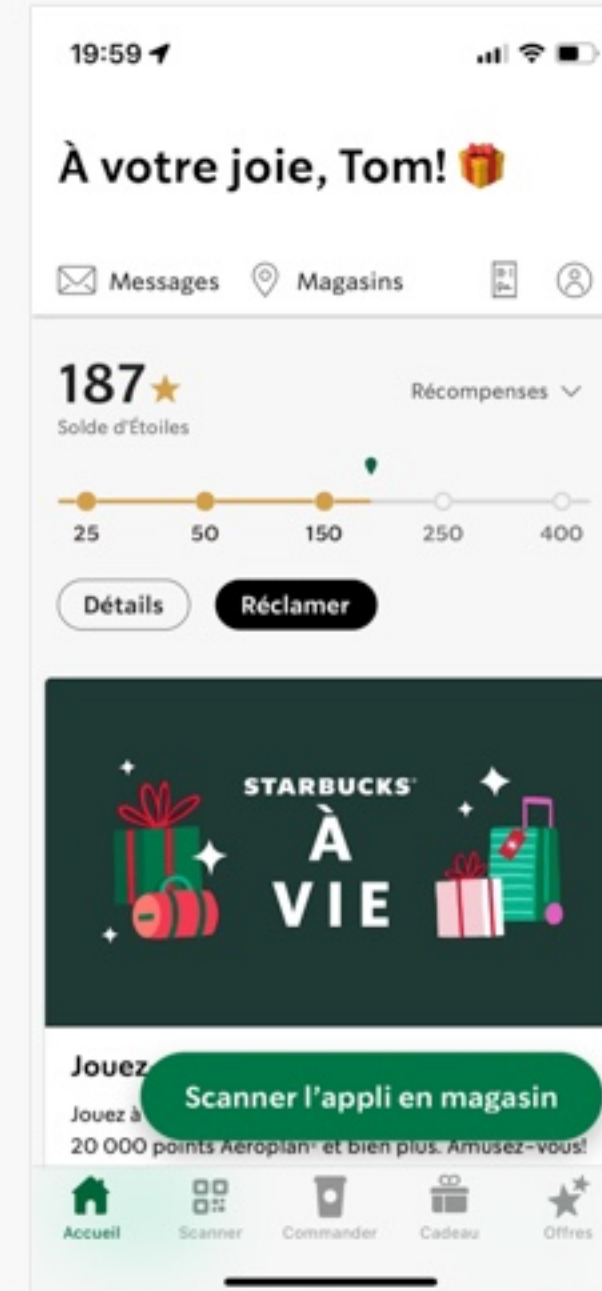 19:59
À votre joie, Tom!
Messages Magasins
187
Récompenses
Solde d'Étoiles
25 50 150 250 400
Détails Réclamer
STARBUCKS
À
VIE
Jouez
Scanner l'appli en magasin
Jouez à
20 000 points Aéroplan et bien plus. Amusez-vous!
Accueil Scanner Commander Cadeau Offres